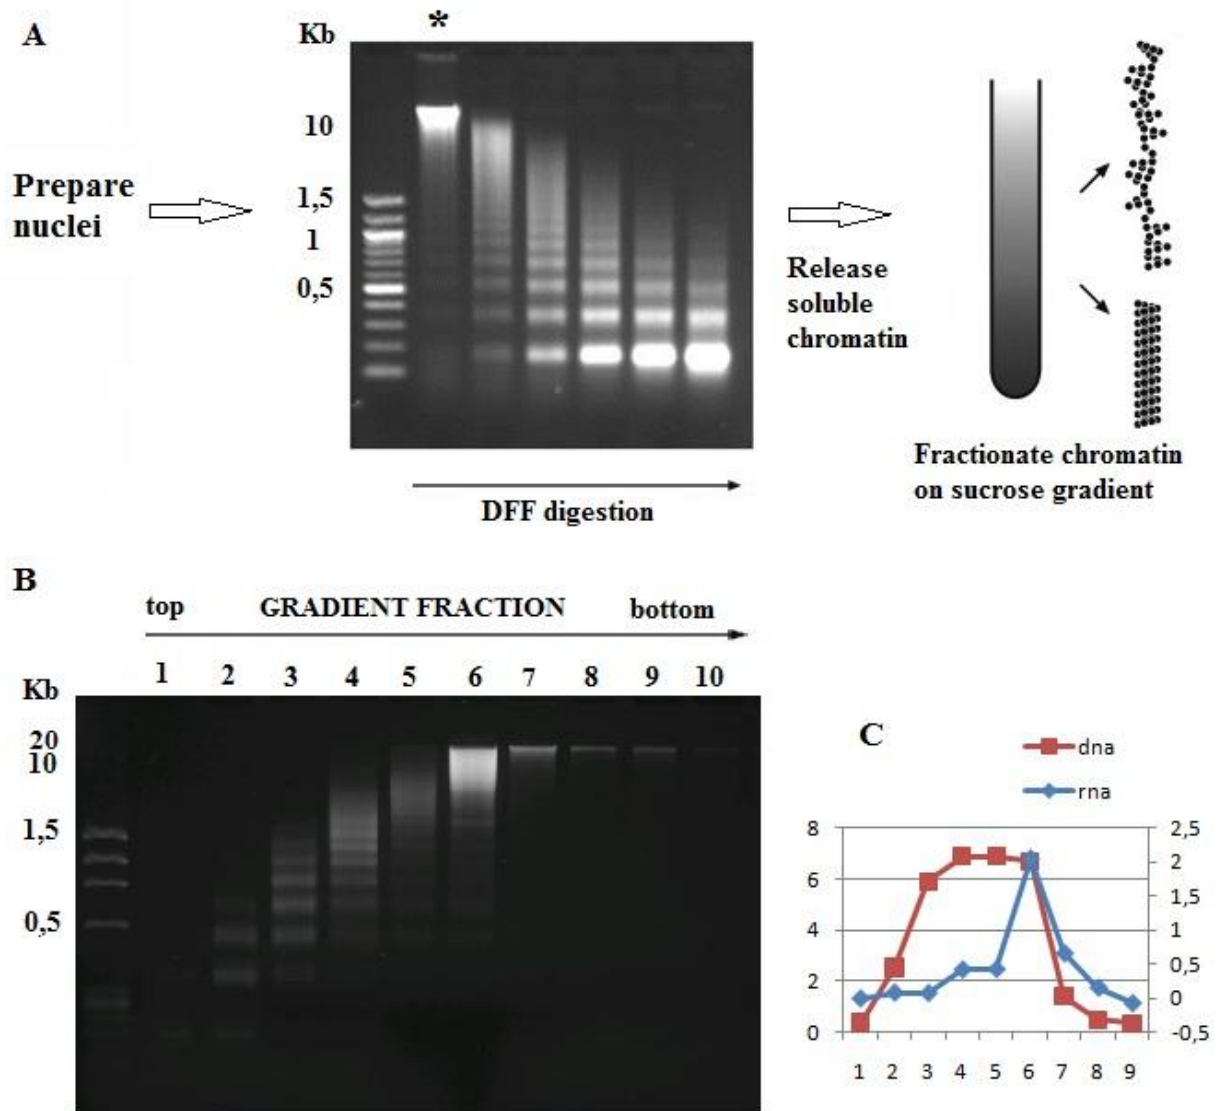 A
*
Kb
10
1,5
1
0,5
Prepare
nuclei
Release
soluble
chromatin
DFF digestion
Fractionate chromatin
on sucrose gradient
B
top GRADIENT FRACTION bottom
1 2 3 4 5 6 7 8 9 10
Kb
20
10
1,5
0,5
C
dna
rna
8
6
4
2
0
2,5
2
1,5
1
0,5
0
-0,5
1 2 3 4 5 6 7 8 9